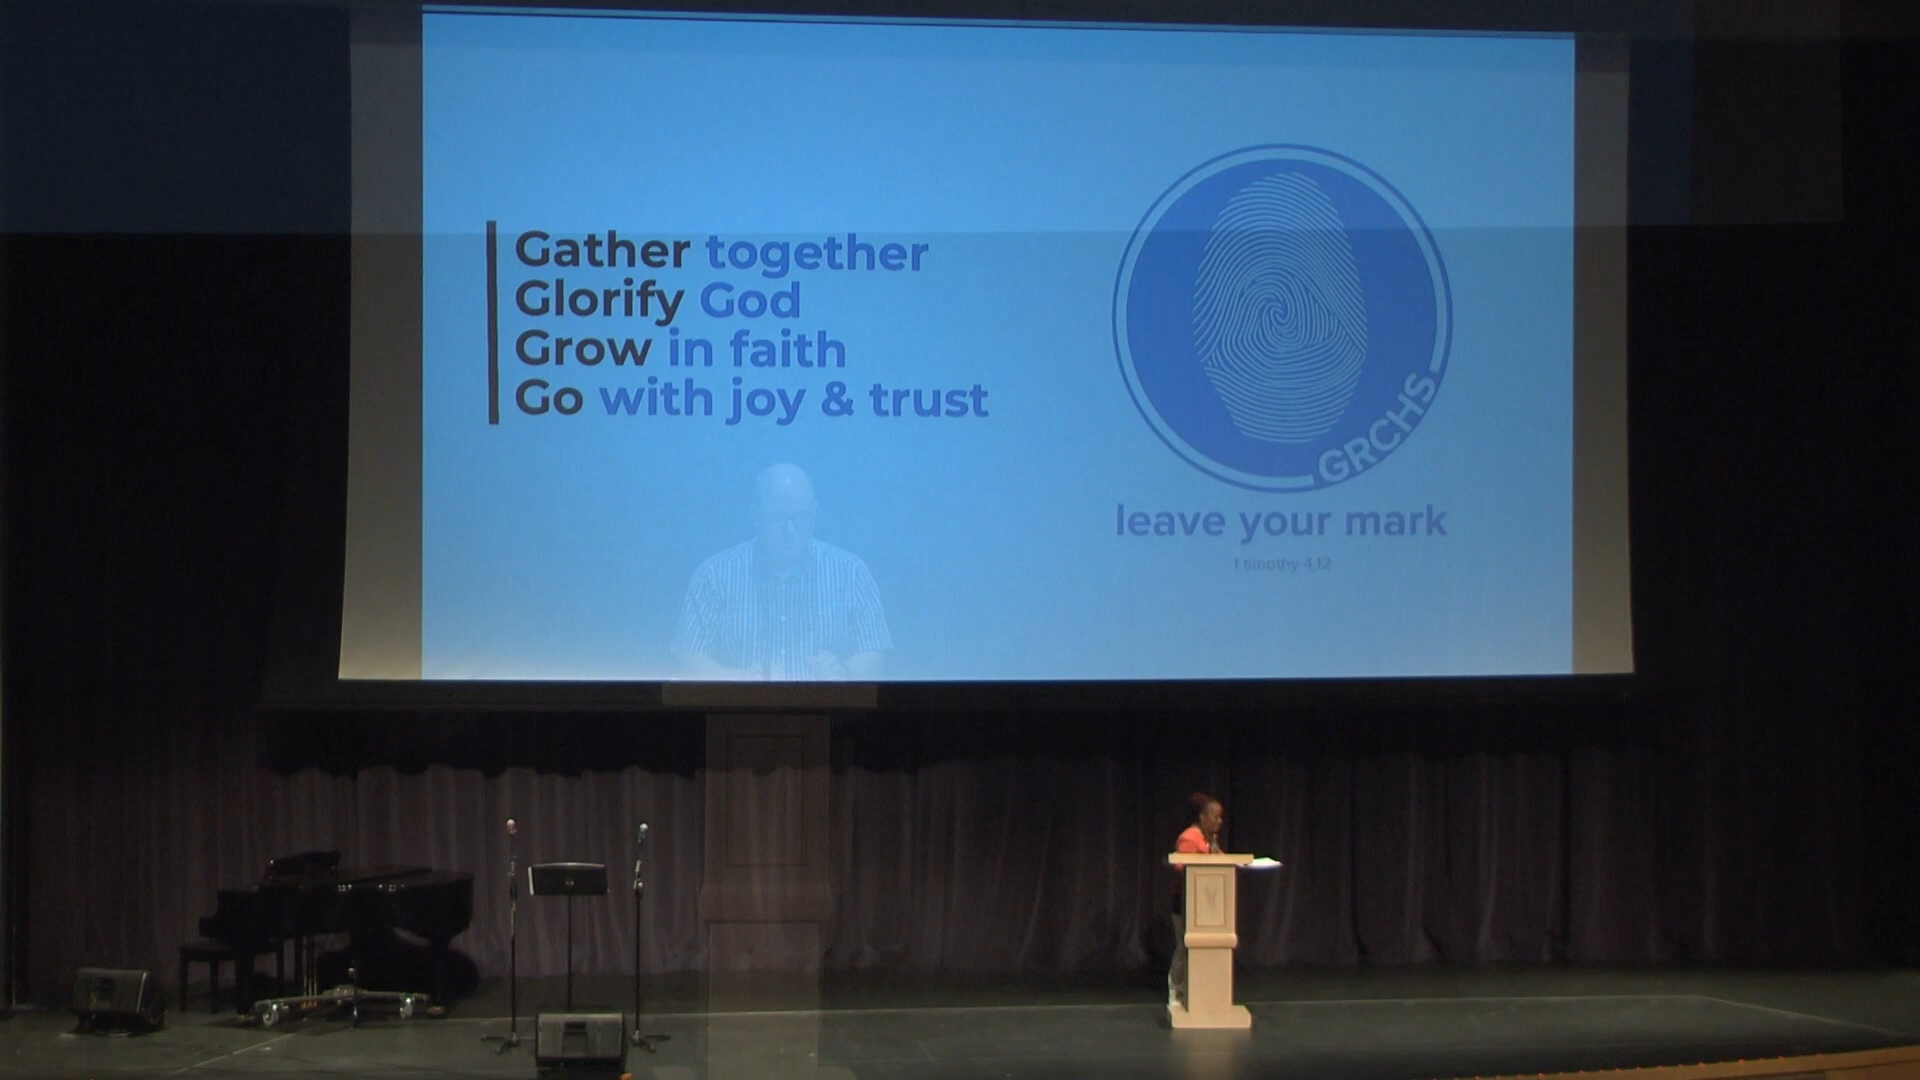 Gather together
Glorify God
Grow in faith
Go with joy & trust
GRCHS
leave your mark
1 timothy 4.12